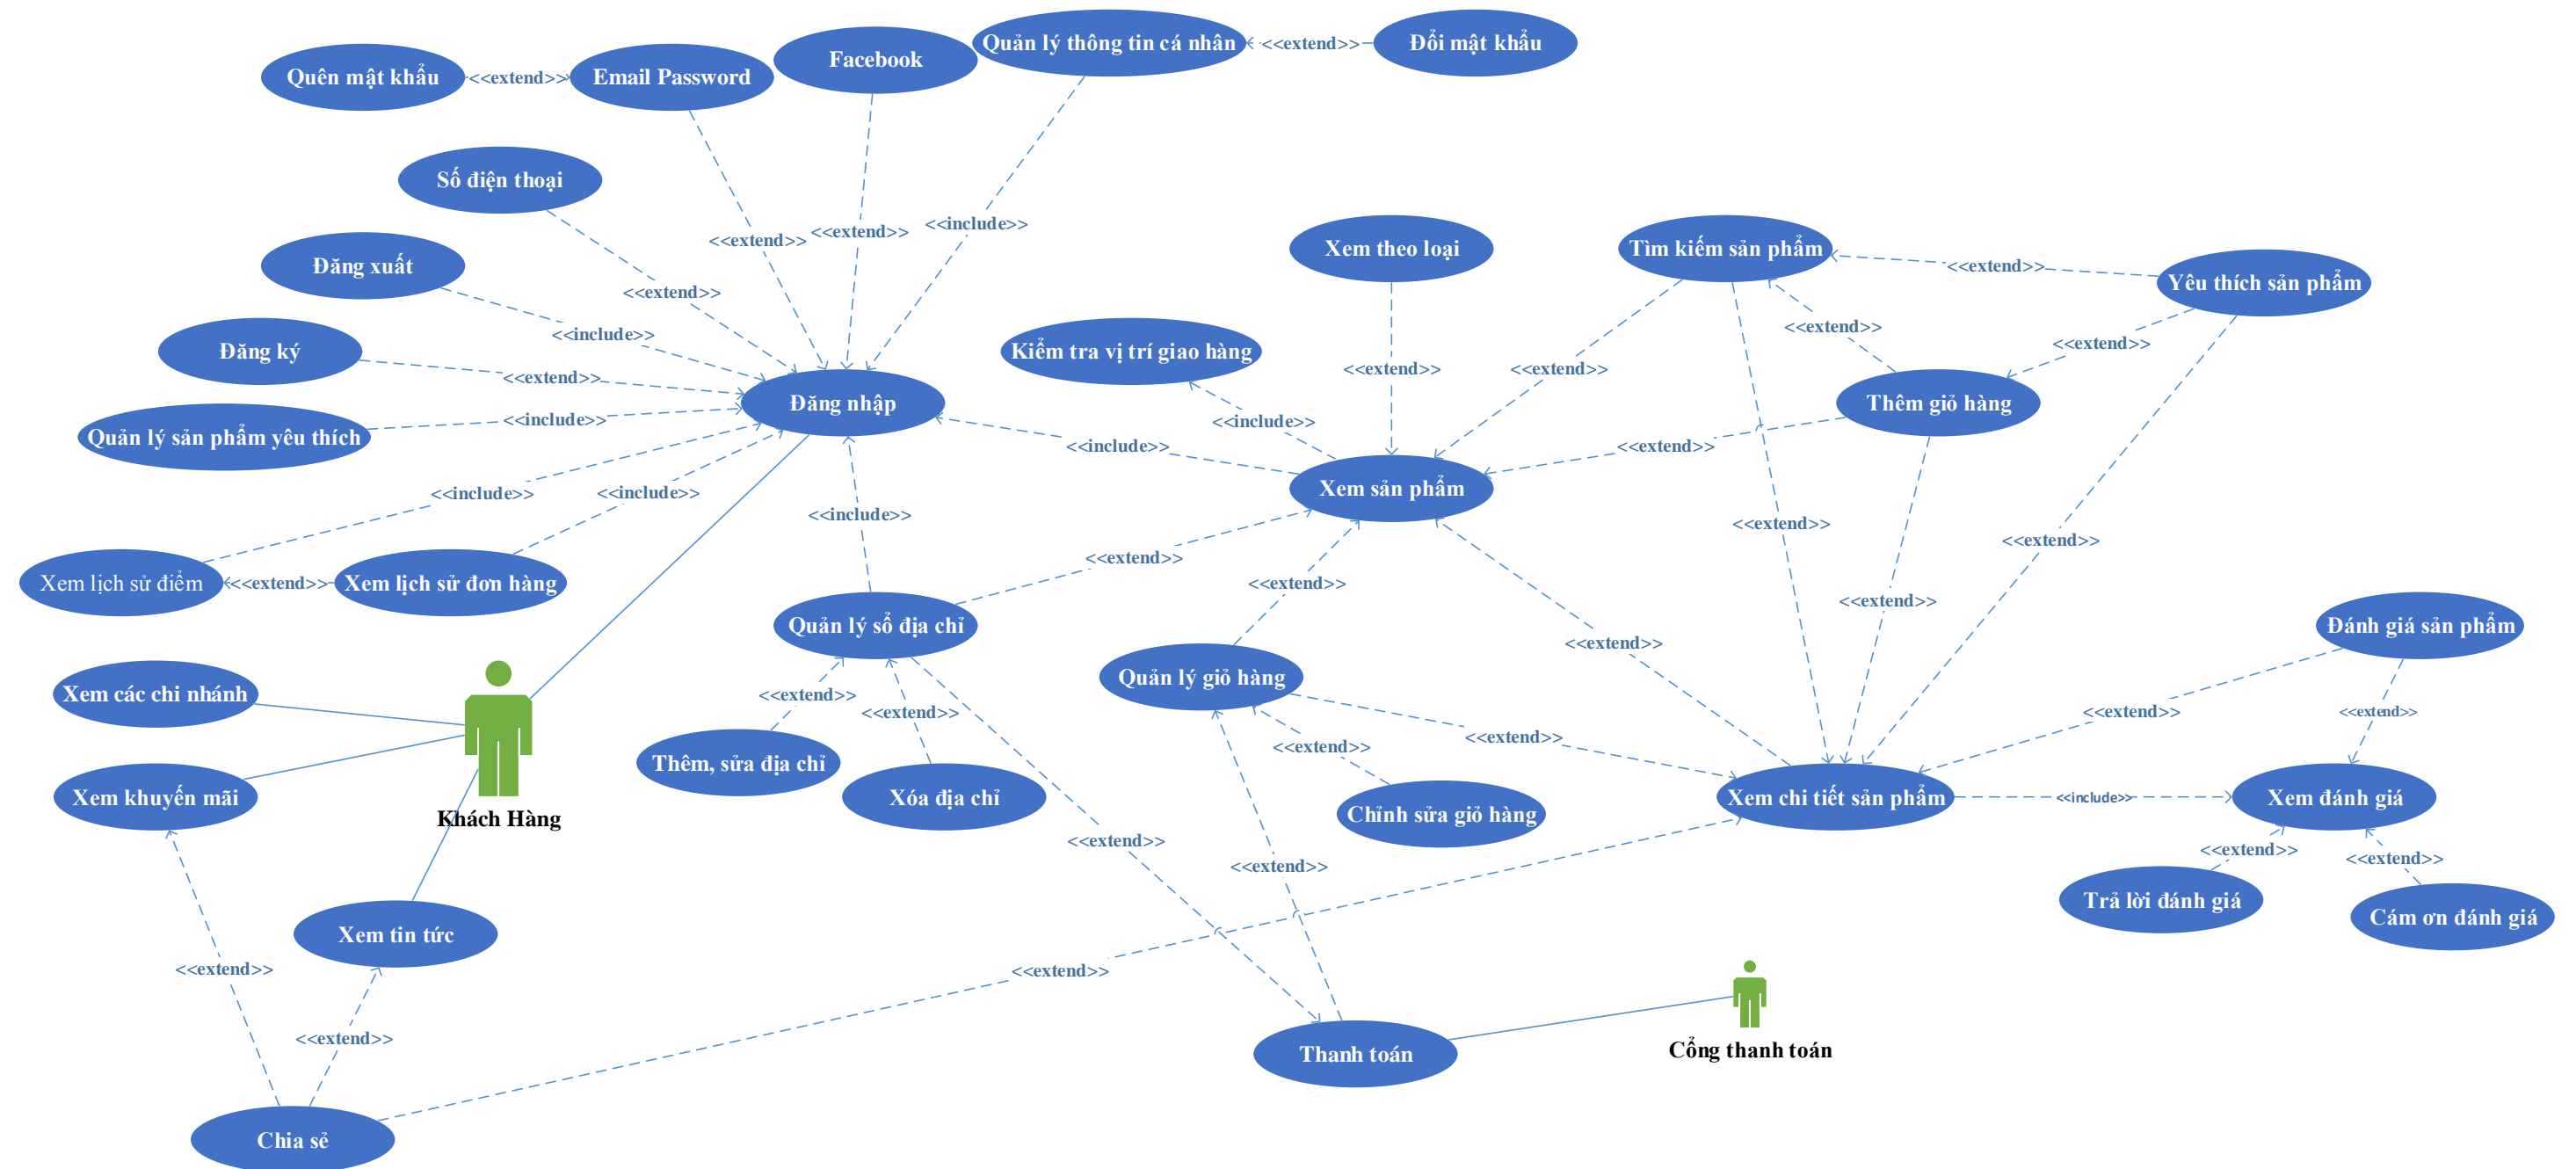 Quản lý thông tin cá nhân
<<extend>>
Đổi mật khẩu
Facebook
Quên mật khẩu
<<extend>>
Email Password
Số điện thoại
<<extend>>
<<extend>>
<<include>>
Xem theo loại
Tìm kiếm sản phẩm
<<extend>>
Yêu thích sản phẩm
Đăng xuất
<<extend>>
<<include>>
<<extend>>
<<extend>>
Đăng ký
<<extend>>
Kiểm tra vị trí giao hàng
<<extend>>
<<extend>>
Đăng nhập
Thêm giỏ hàng
Quản lý sản phẩm yêu thích
<<include>>
<<include>>
<<include>>
<<extend>>
<<include>>
<<include>>
Xem sản phẩm
<<include>>
<<extend>>
<<extend>>
<<extend>>
Xem lịch sử điểm
<<extend>>
Xem lịch sử đơn hàng
<<extend>>
<<extend>>
Quản lý sổ địa chỉ
<<extend>>
Đánh giá sản phẩm
Xem các chi nhánh
<<extend>>
<<extend>>
Quản lý giỏ hàng
<<extend>>
<<extend>>
<<extend>>
<<extend>>
Thêm, sửa địa chỉ
Xóa địa chỉ
Xem khuyến mãi
Khách Hàng
Chỉnh sửa giỏ hàng
Xem chi tiết sản phẩm
<<include>>
Xem đánh giá
<<extend>>
<<extend>>
<<extend>>
<<extend>>
Trả lời đánh giá
Cám ơn đánh giá
Xem tin tức
<<extend>>
<<extend>>
<<extend>>
Thanh toán
Cổng thanh toán
Chia sẻ